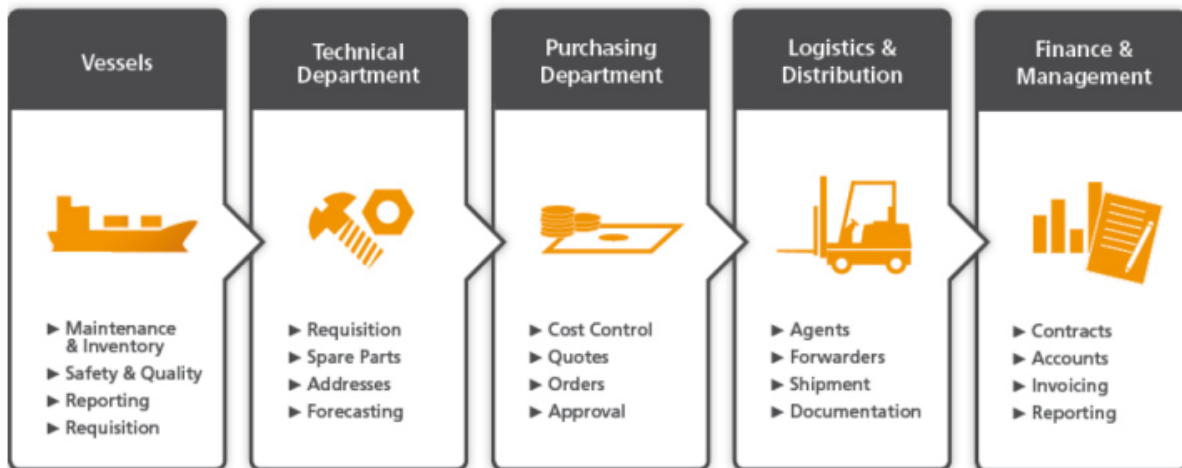 Vessels
Maintenance
& Inventory
Safety & Quality
Reporting
Requisition
Technical
Department
Requisition
Spare Parts
Addresses
Forecasting
Purchasing
Department
Cost Control
Quotes
Orders
Approval
Logistics &
Distribution
Agents
Forwarders
Shipment
Documentation
Finance &
Management
Contracts
Accounts
Invoicing
Reporting